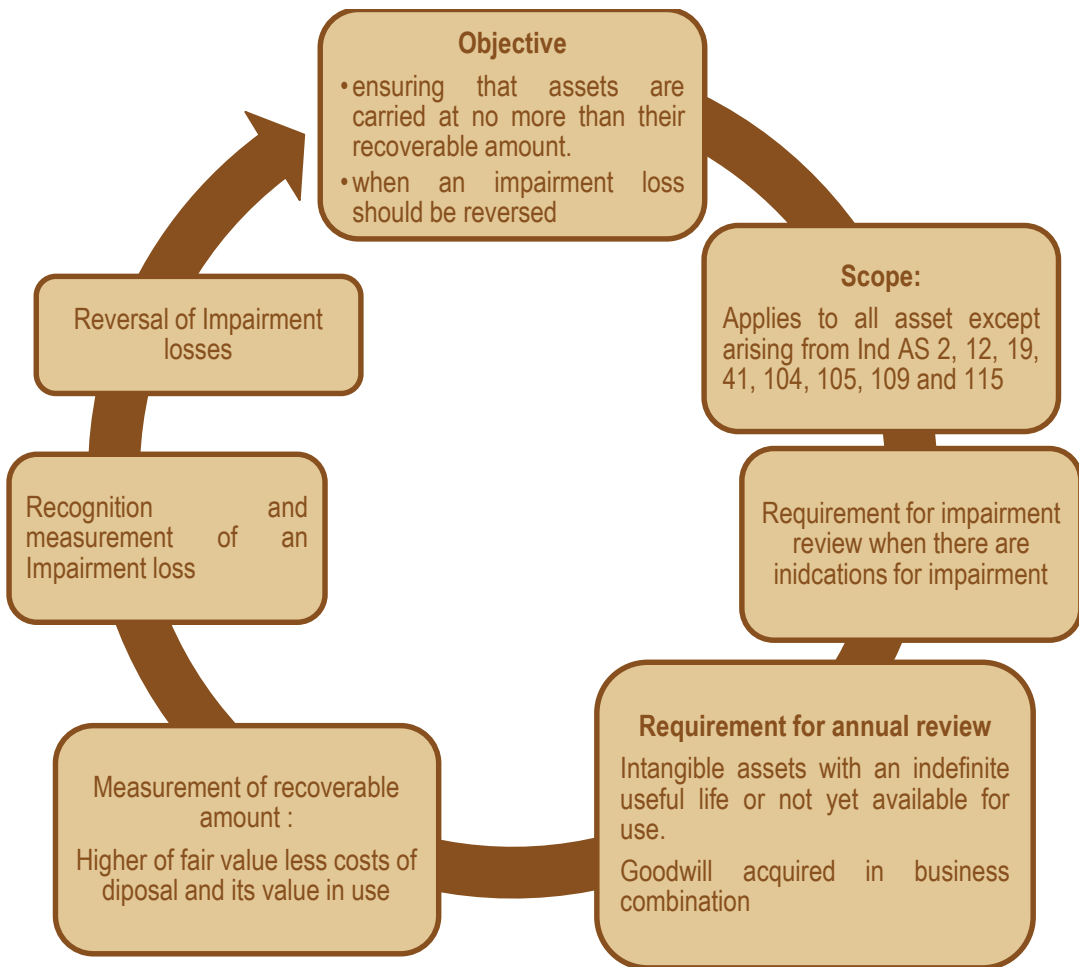 Objective
• ensuring that assets are
carried at no more than their
recoverable amount.
• when an impairment loss
should be reversed
Scope:
Applies to all asset except
arising from Ind AS 2, 12, 19,
41, 104, 105, 109 and 115
Requirement for impairment
review when there are
inidcations for impairment
Requirement for annual review
Intangible assets with an indefinite
useful life or not yet available for
use.
Goodwill acquired in business
combination
Measurement of recoverable
amount :
Higher of fair value less costs of
diposal and its value in use
Recognition and
measurement of an
Impairment loss
Reversal of Impairment
losses